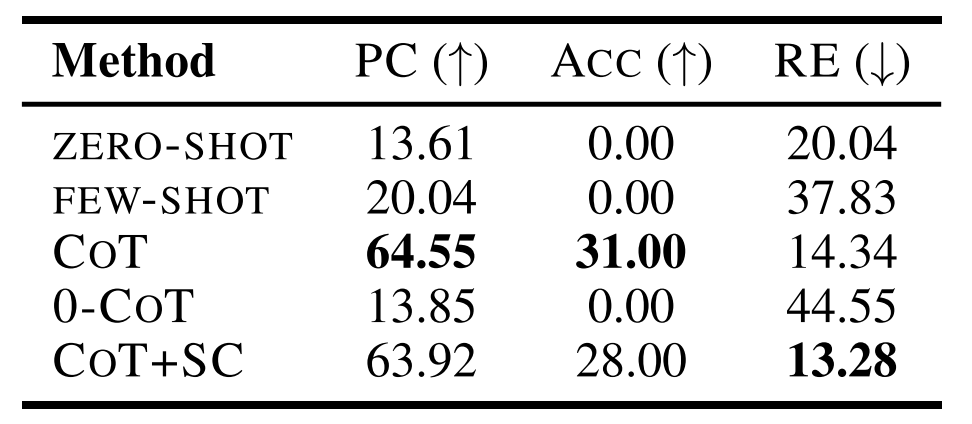 Method PC (↑) ACC (↑) RE (↓)
ZERO-SHOT 13.61 0.00 20.04
FEW-SHOT 20.04 0.00 37.83
COT 64.55 31.00 14.34
0-COT 13.85 0.00 44.55
COT+SC 63.92 28.00 13.28